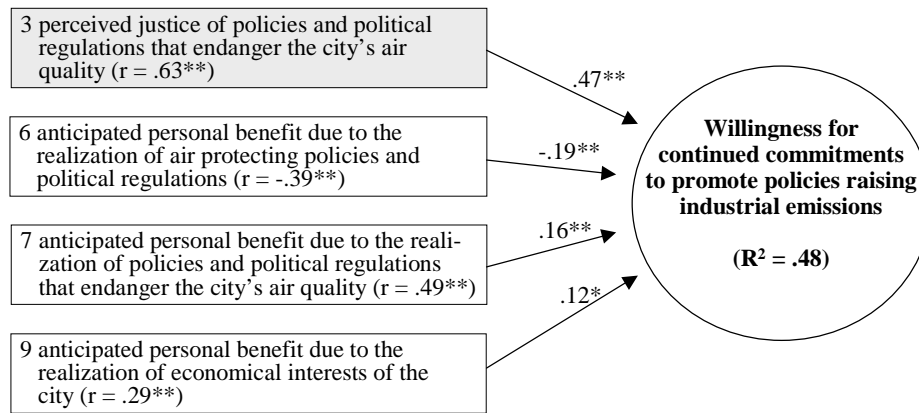 3 perceived justice of policies and political
regulations that endanger the city's air
quality (r = .63**)
.47**
6 anticipated personal benefit due to the
realization of air protecting policies and
political regulations (r = -.39**)
-.19**
7 anticipated personal benefit due to the reali-
zation of policies and political regulations
that endanger the city's air quality (r = .49**)
.16**
9 anticipated personal benefit due to the
realization of economical interests of the
city (r = .29**)
.12*
Willingness for
continued commitments
to promote policies raising
industrial emissions
(R² = .48)